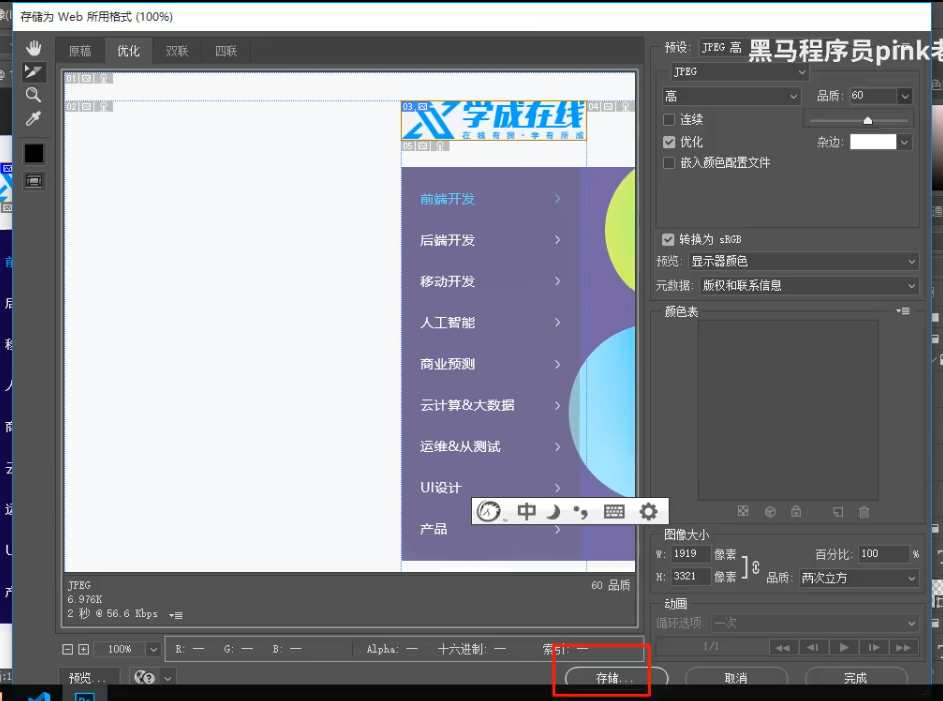 存储为 Web 所用格式 (100%)
原稿 优化 双联 四联
预设: JPEG 高
黑马程序员pink老
JPEG
高 品质: 60
连续
优化 杂边:
嵌入颜色配置文件
转换为 sRGB
预览: 显示器颜色
元数据: 版权和联系信息
颜色表
01
02
03
04
05
学成在线
在线有我·学有所成
前端开发 >
后端开发 >
移动开发 >
人工智能 >
商业预测 >
云计算&大数据 >
运维&从测试 >
UI设计 >
产品 >
中
图像大小
W: 1919 像素 百分比: 100 %
H: 3321 像素 品质: 两次立方
动画
循环选项: 一次
1/1
JPEG 60 品质
6.976K
2 秒 @ 56.6 Kbps
100% R: — G: — B: — Alpha: — 十六进制: — 索引: —
预览... 存储... 取消 完成